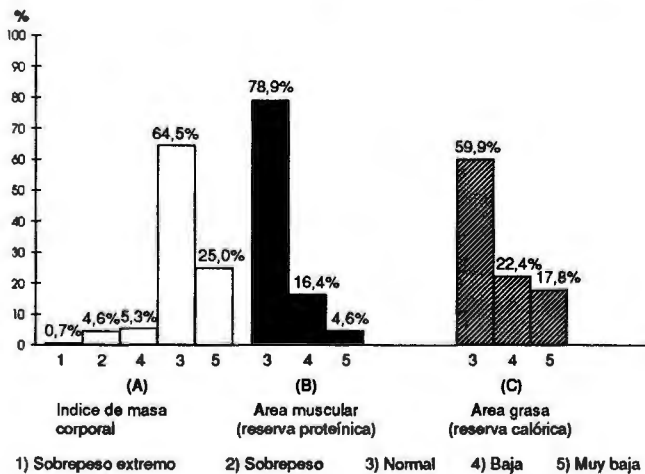 %
100
90
80
70
60
50
40
30
20
10
0
0,7% 4,6% 5,3% 64,5% 25,0%
78,9% 16,4% 4,6%
59,9% 22,4% 17,8%
1 2 4 3 5 3 4 5 3 4 5
(A) (B) (C)
Indice de masa Area muscular Area grasa
corporal (reserva proteínica) (reserva calórica)
1) Sobrepeso extremo 2) Sobrepeso 3) Normal 4) Baja 5) Muy baja